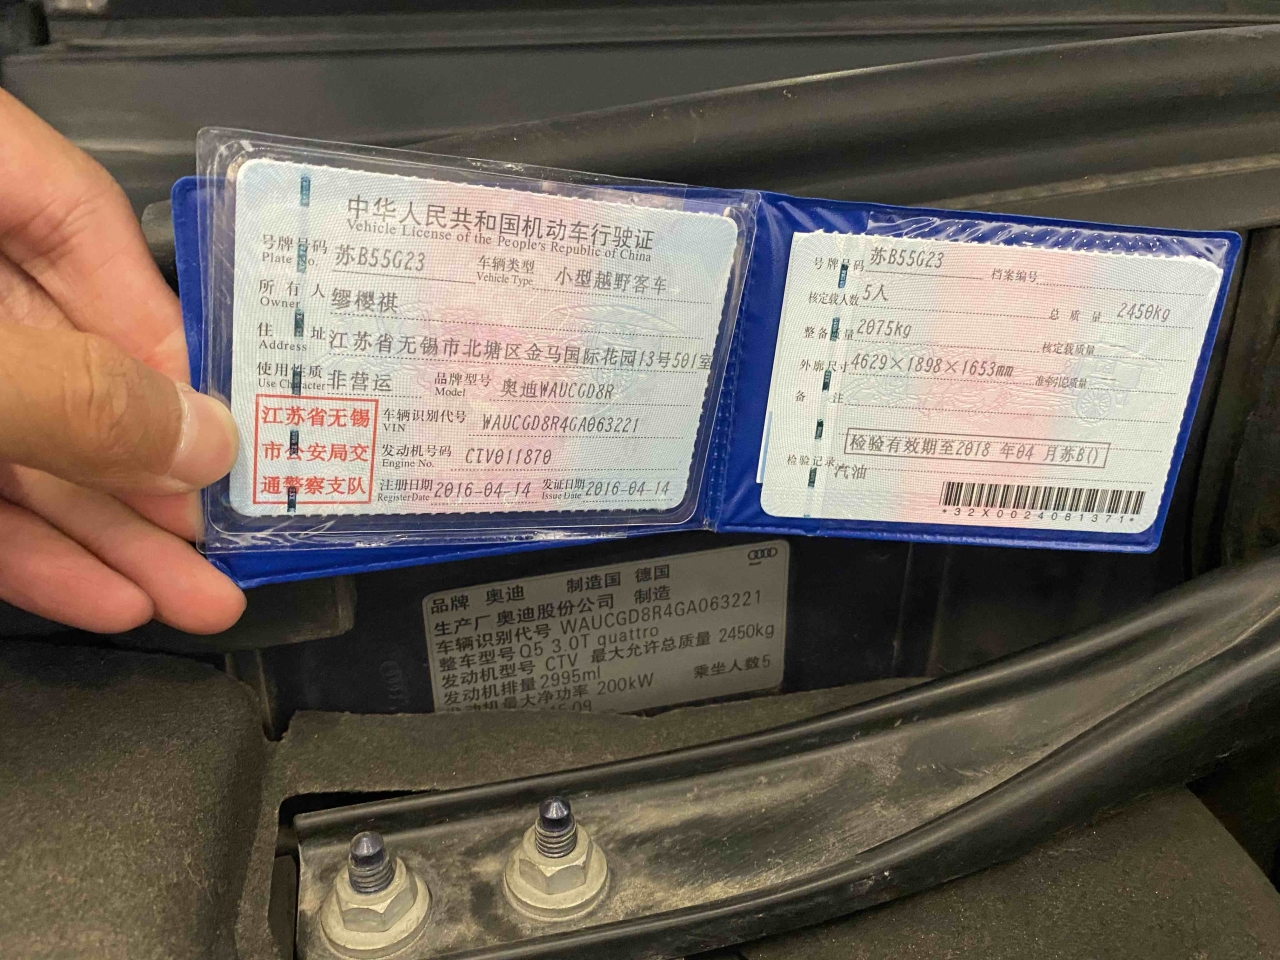 中华人民共和国机动车行驶证
Vehicle License of the People's Republic of China
号牌号码 苏B55G23 车辆类型 小型越野客车
Plate No. Vehicle Type
所有人 缪樱祺
Owner
住址 江苏省无锡市北塘区金马国际花园13号501室
Address
使用性质 非营运 品牌型号 奥迪WAUCGD8R
Use Character Model
江苏省无锡
市公安局交
通警察支队
车辆识别代号 WAUCGD8R4GA063221
VIN
发动机号码 CTV011870
Engine No.
注册日期 2016-04-14 发证日期 2016-04-14
Register Date Issue Date
号牌号码 苏B55G23 档案编号
核定载人数 5人 总质量 2450kg
整备质量 2075kg 核定载质量
外廓尺寸 4629×1898×1653mm 准牵引总质量
备注
检验有效期至2018 年04 月苏B()
检验记录 汽油
*32X0024081371*
品牌 奥迪 制造国 德国
生产厂 奥迪股份公司 制造
车辆识别代号 WAUCGD8R4GA063221
整车型号 Q5 3.0T quattro
发动机型号 CTV 最大允许总质量 2450kg
发动机排量 2995ml 乘坐人数5
发动机最大净功率 200kW